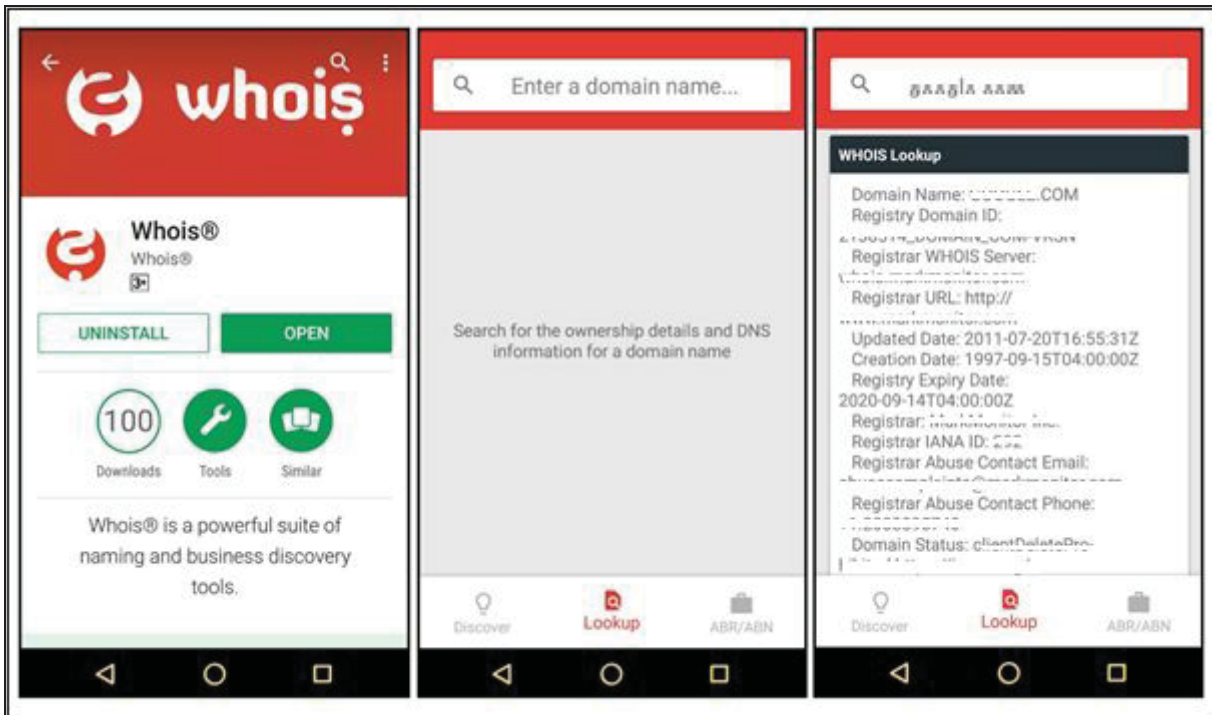 whois
Whois®
Whois®
3+
UNINSTALL
OPEN
100
Downloads
Tools
Similar
Whois® is a powerful suite of
naming and business discovery
tools.
Enter a domain name...
Search for the ownership details and DNS
information for a domain name
Discover
Lookup
ABR/ABN
WHOIS Lookup
Domain Name: .COM
Registry Domain ID:
Registrar WHOIS Server:
Registrar URL: http://
Updated Date: 2011-07-20T16:55:31Z
Creation Date: 1997-09-15T04:00:00Z
Registry Expiry Date:
2020-09-14T04:00:00Z
Registrar:
Registrar IANA ID:
Registrar Abuse Contact Email:
Registrar Abuse Contact Phone:
Domain Status:
Discover
Lookup
ABR/ABN